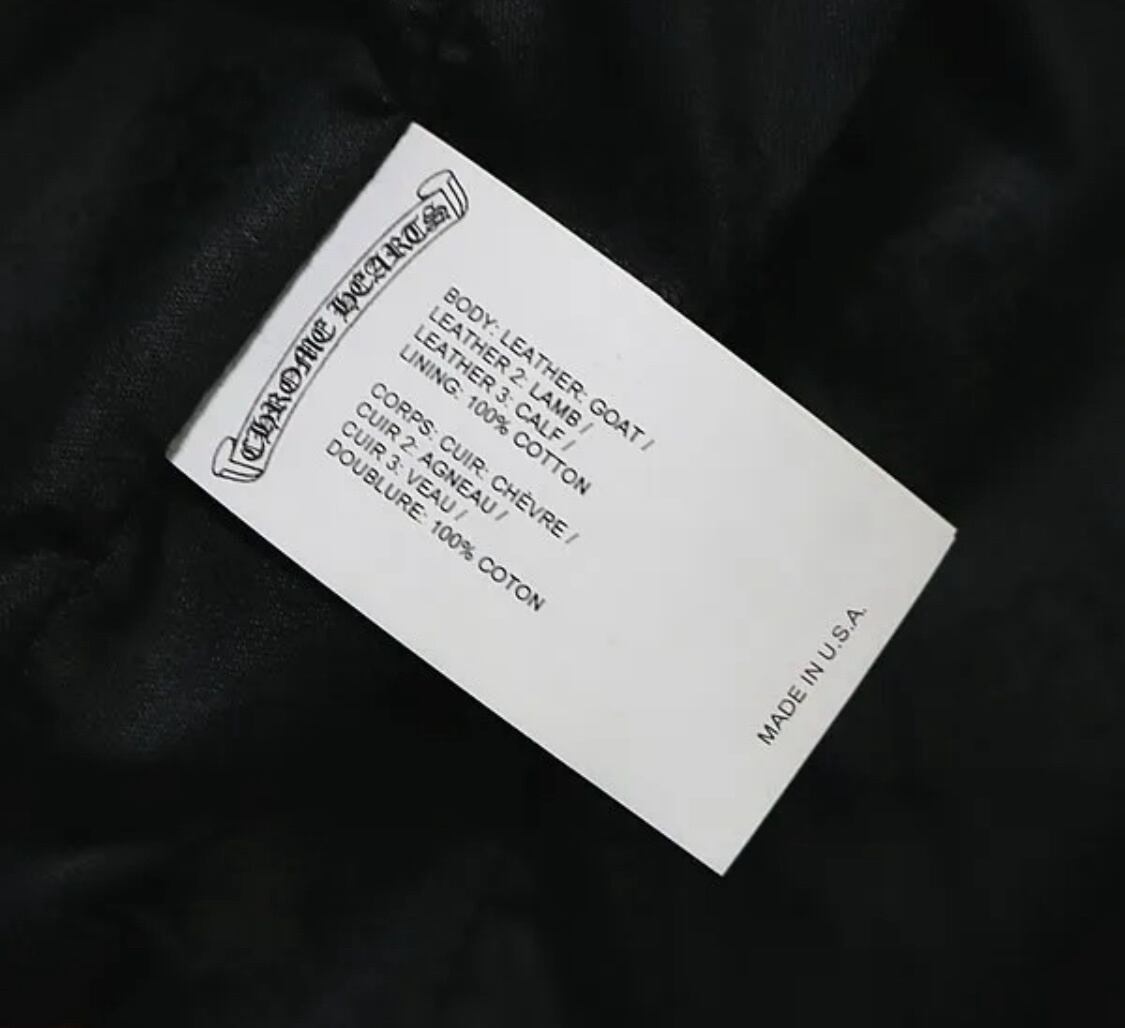 CHROME HEARTS
BODY: LEATHER: GOAT /
LEATHER 2: LAMB /
LEATHER 3: CALF /
LINING: 100% COTTON
CORPS: CUIR: CHÈVRE /
CUIR 2: AGNEAU /
CUIR 3: VEAU /
DOUBLURE: 100% COTON
MADE IN U.S.A.